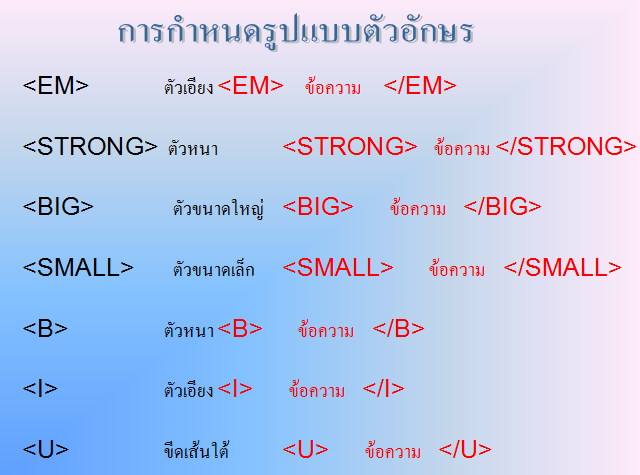 การกำหนดรูปแบบตัวอักษร
<EM> ตัวเอียง <EM> ข้อความ </EM>
<STRONG> ตัวหนา <STRONG> ข้อความ </STRONG>
<BIG> ตัวขนาดใหญ่ <BIG> ข้อความ </BIG>
<SMALL> ตัวขนาดเล็ก <SMALL> ข้อความ </SMALL>
<B> ตัวหนา <B> ข้อความ </B>
<I> ตัวเอียง <I> ข้อความ </I>
<U> ขีดเส้นใต้ <U> ข้อความ </U>